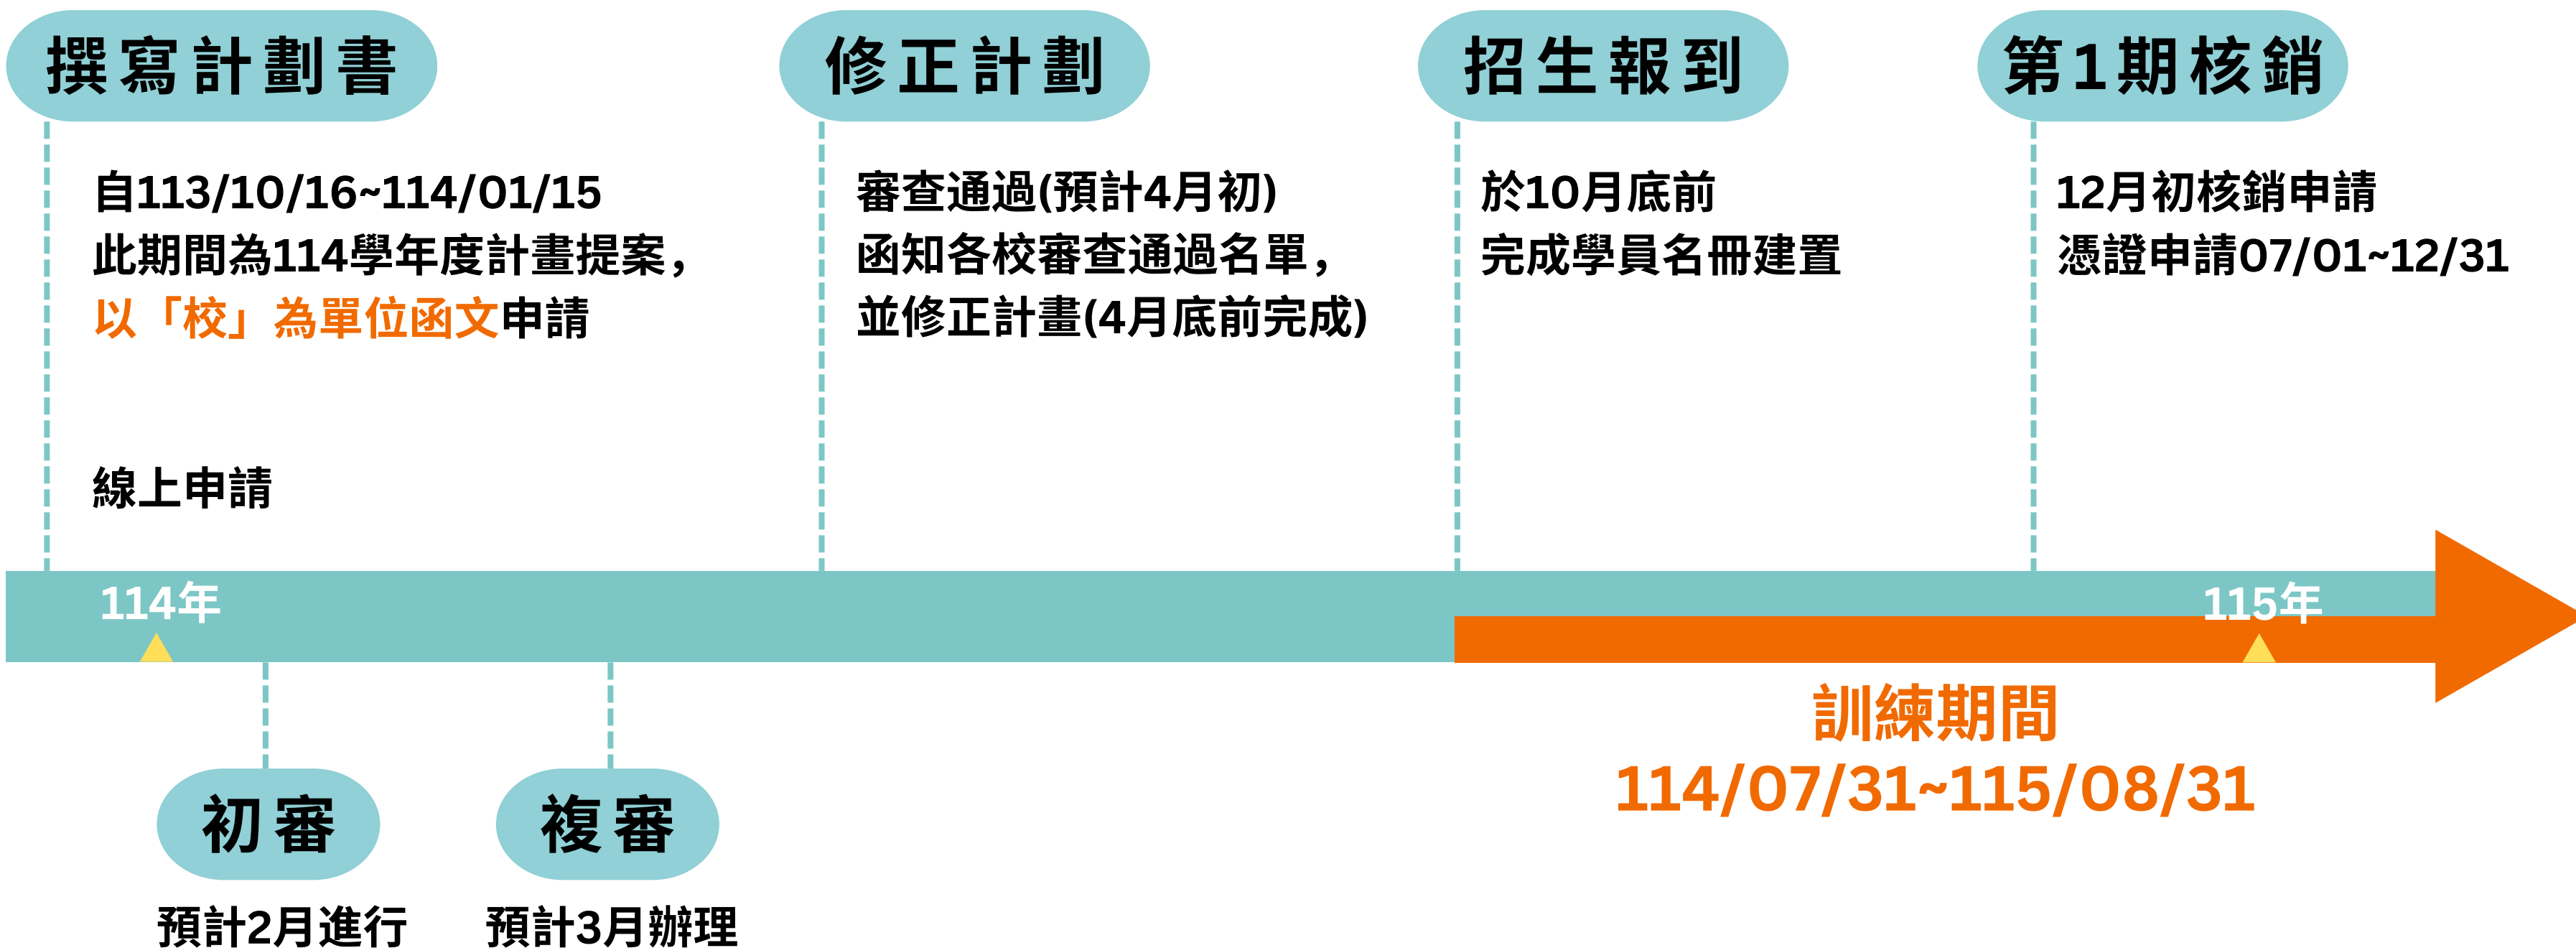 撰寫計劃書
自113/10/16~114/01/15
此期間為114學年度計畫提案,
以「校」為單位函文申請
線上申請
修正計劃
審查通過(預計4月初)
函知各校審查通過名單,
並修正計畫(4月底前完成)
招生報到
於10月底前
完成學員名冊建置
第1期核銷
12月初核銷申請
憑證申請07/01~12/31
114年
115年
訓練期間
114/07/31~115/08/31
初審
預計2月進行
複審
預計3月辦理